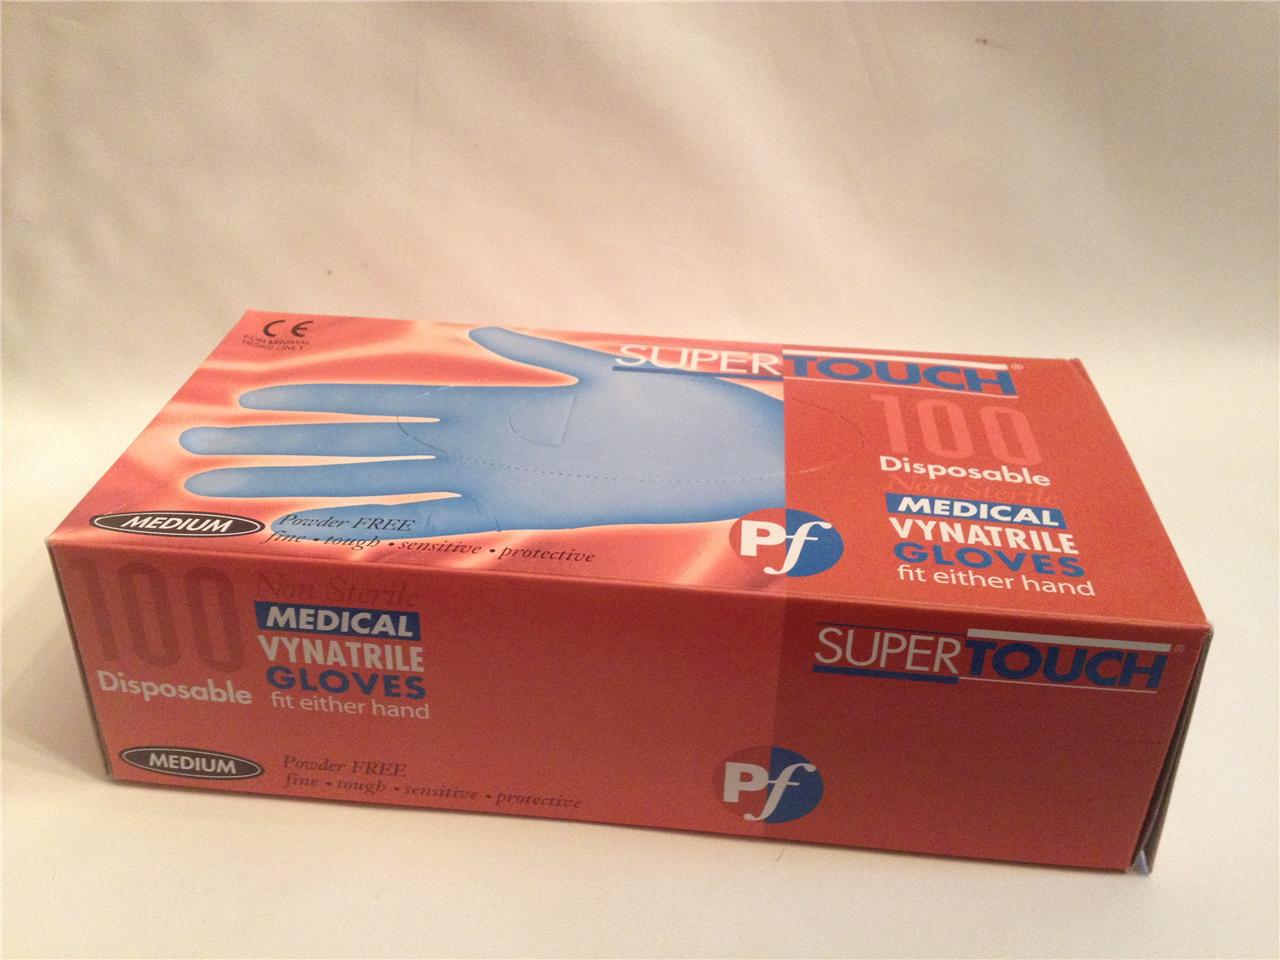 CE
FOR MINIMAL
RISKS ONLY
SUPERTOUCH®
100
Disposable
Non Sterile
MEDICAL
VYNATRILE
GLOVES
fit either hand
Pf
MEDIUM
Powder FREE
fine • tough • sensitive • protective
100
Disposable
Non Sterile
MEDICAL
VYNATRILE
GLOVES
fit either hand
MEDIUM
Powder FREE
fine • tough • sensitive • protective
SUPERTOUCH®
Pf